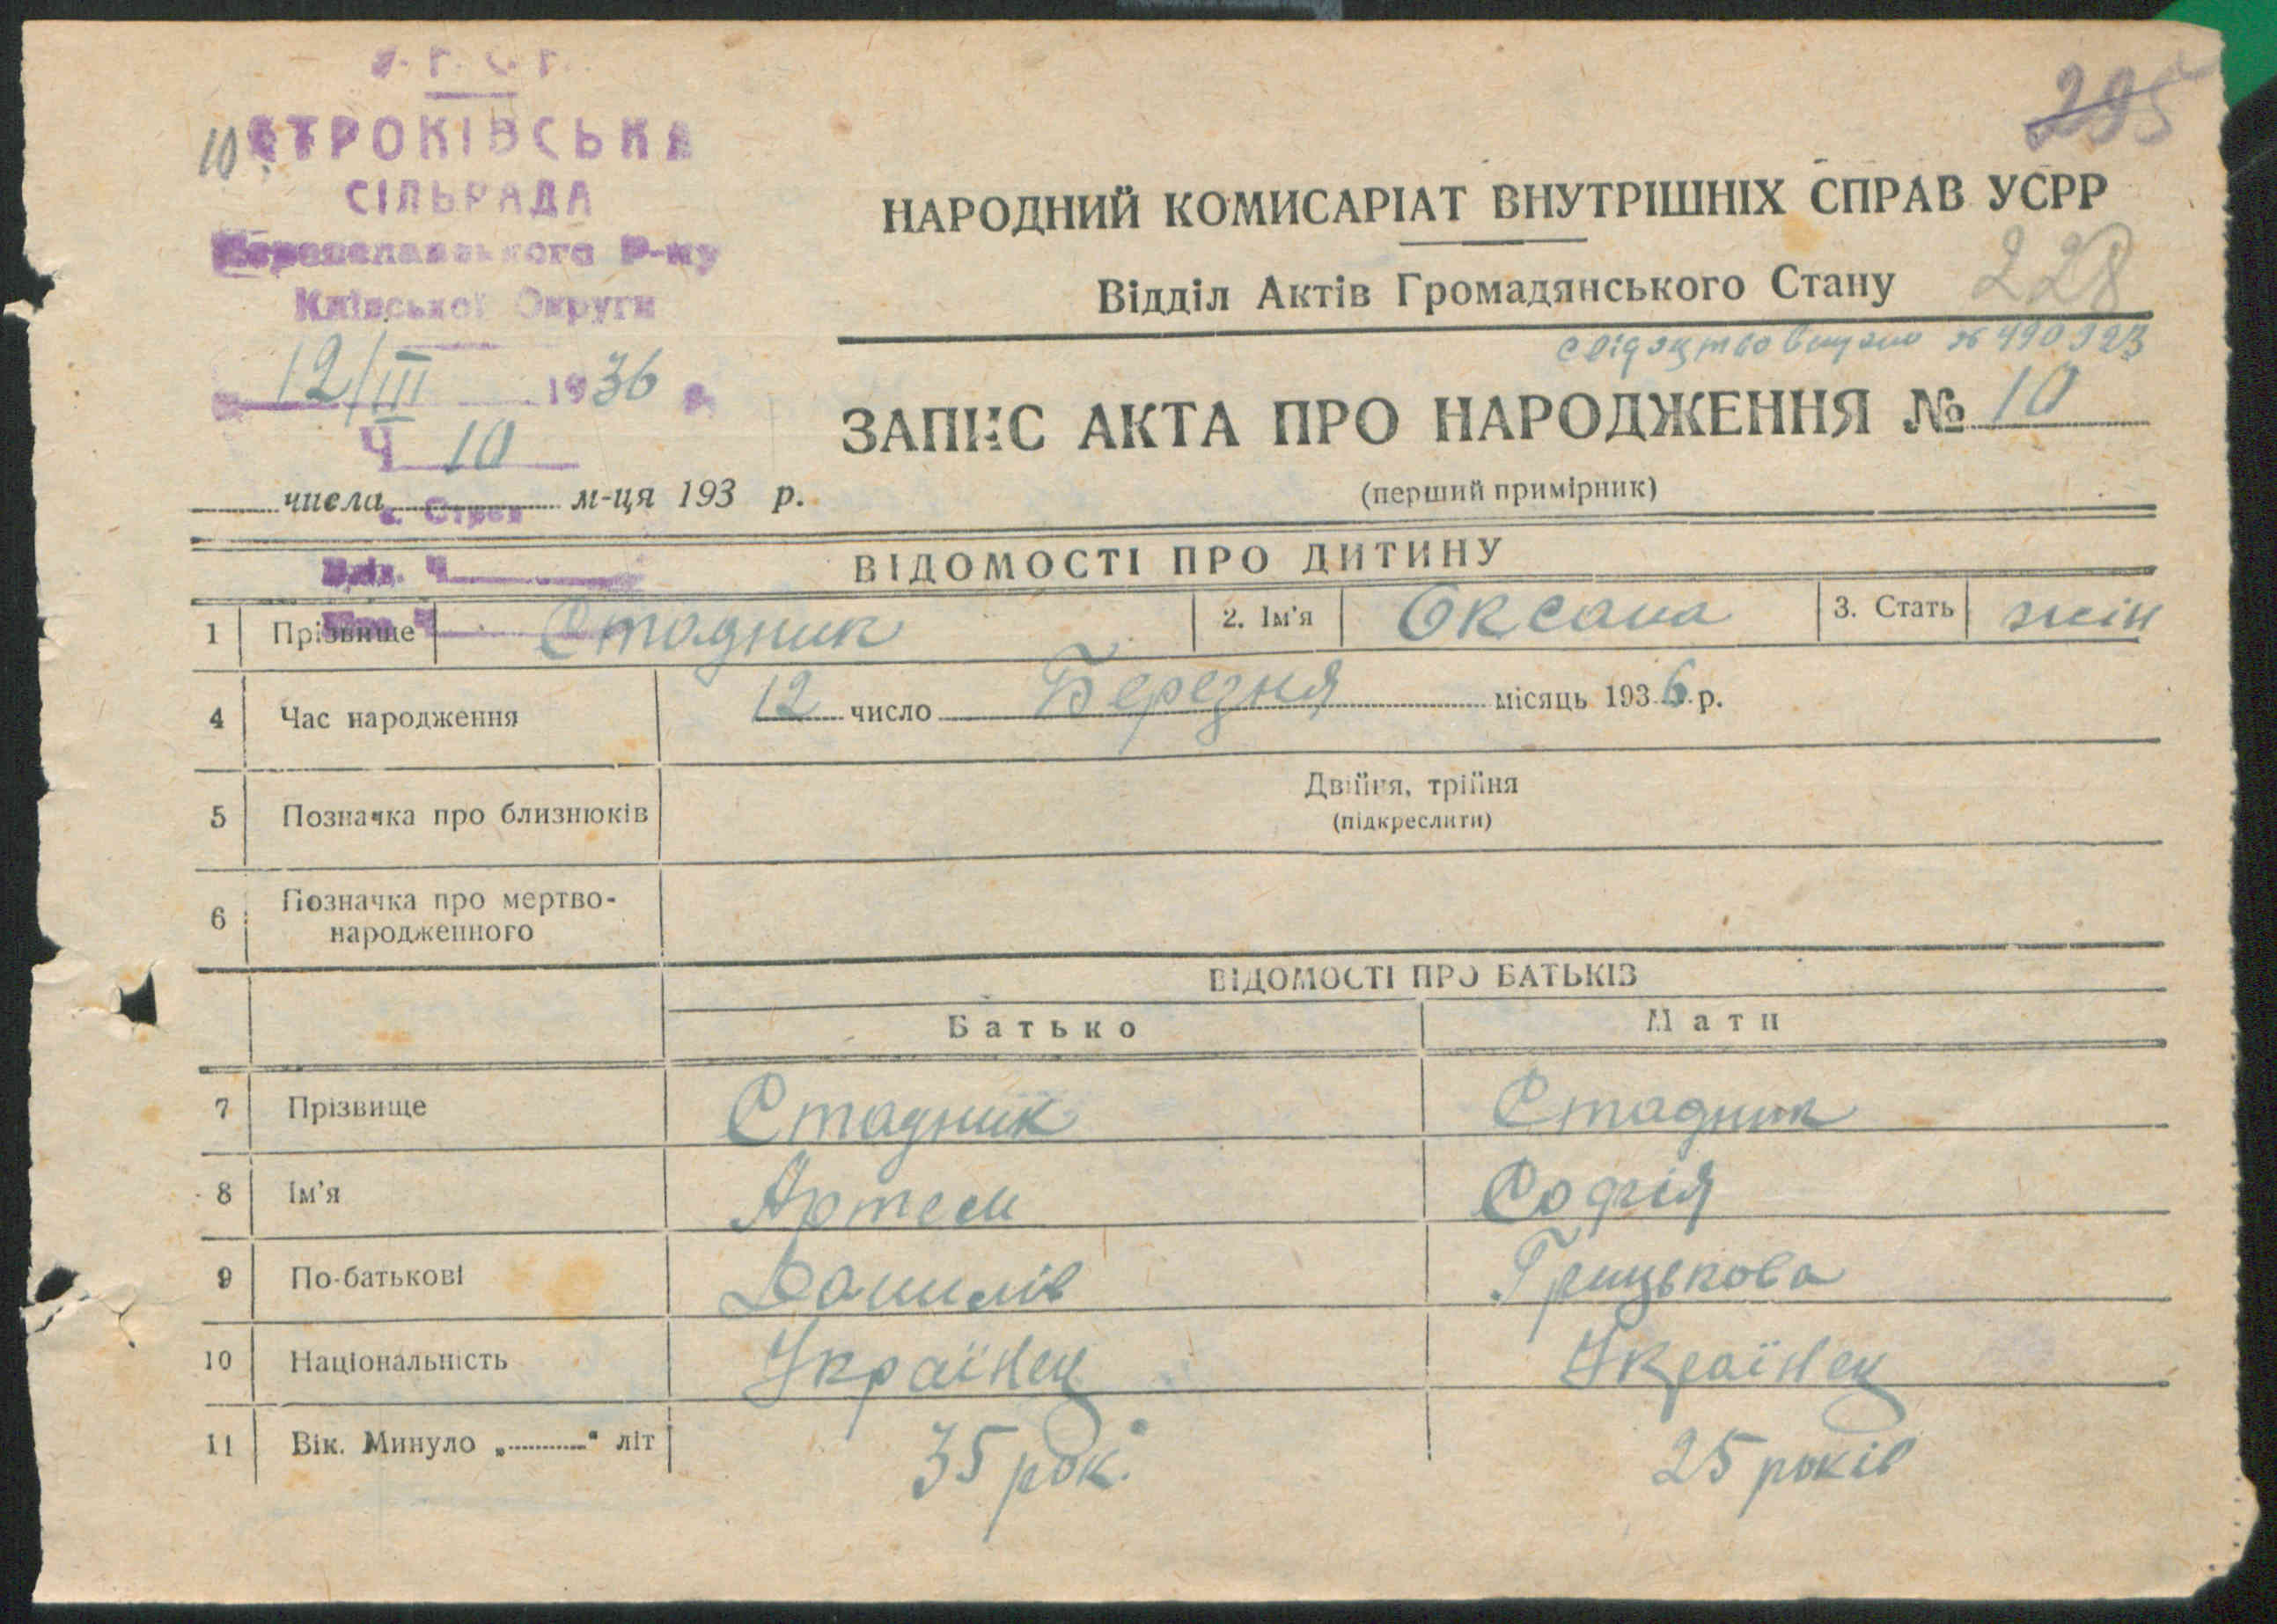 10
СТРОКІВСЬКА
СІЛЬРАДА
Переяславського Р-ну
Київської Округи
12/III 1936 р.
Ч 10
с. Строк
числа м-ця 193 р.
295
НАРОДНИЙ КОМИСАРІАТ ВНУТРІШНІХ СПРАВ УСРР
Відділ Актів Громадянського Стану
228
свідоцтво видано № 490923
ЗАПИС АКТА ПРО НАРОДЖЕННЯ № 10
(перший примірник)
ВІДОМОСТІ ПРО ДИТИНУ
1 Прізвище Стадник 2. Ім'я Оксана 3. Стать жін
4 Час народження 12 число Березня місяць 1936 р.
5 Позначка про близнюків Двійня, трійня
(підкреслити)
6 Позначка про мертво-
народженного
ВІДОМОСТІ ПРО БАТЬКІВ
Батько Мати
7 Прізвище Стадник Стадник
8 Ім'я Артем Софія
9 По-батькові Данилів Грицькова
10 Національність Українец Українец
11 Вік. Минуло „ “ літ 35 рок. 25 років